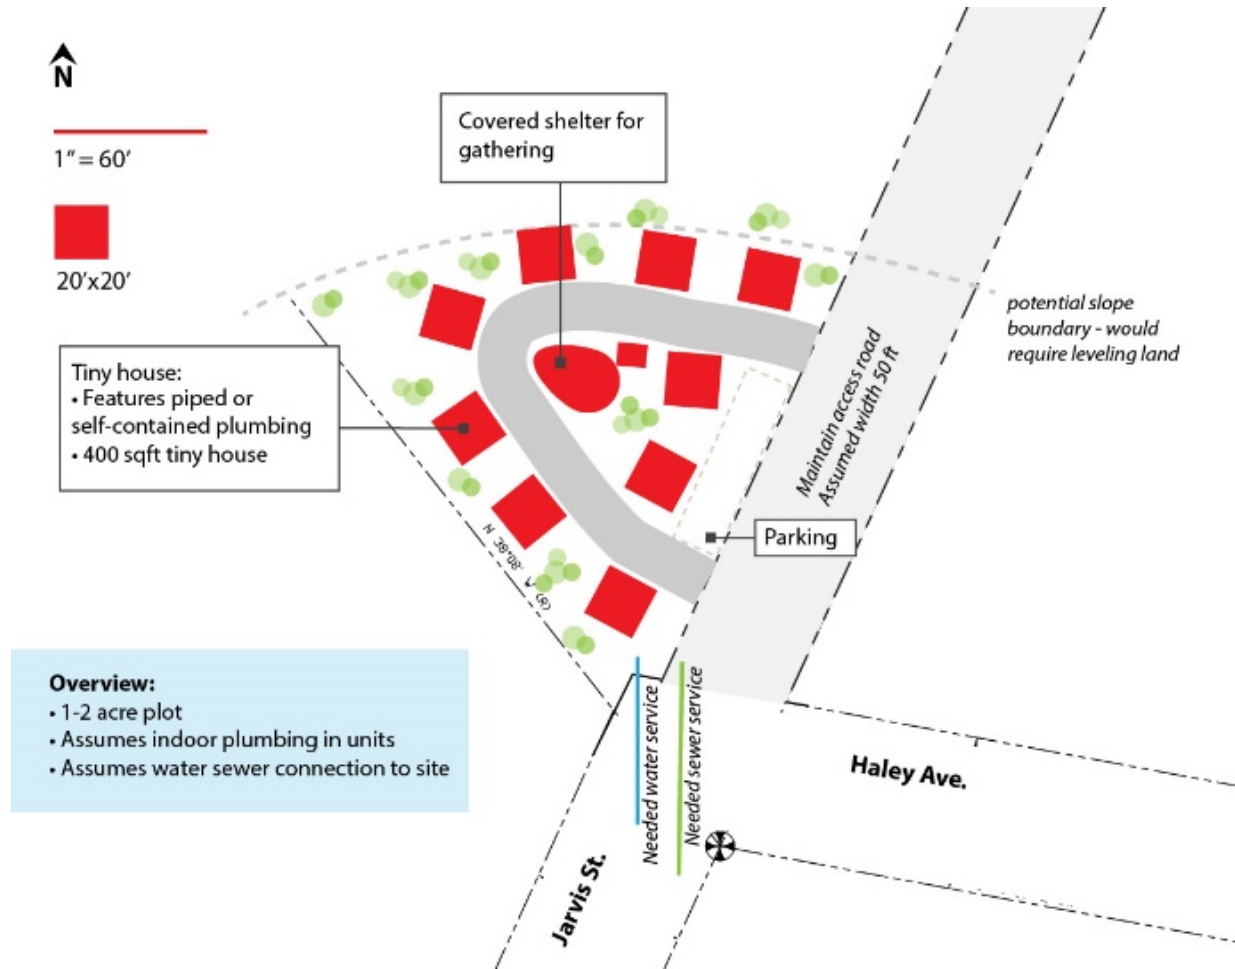 N
1” = 60’
20’x20’
Covered shelter for
gathering
Tiny house:
• Features piped or
self-contained plumbing
• 400 sqft tiny house
potential slope
boundary - would
require leveling land
Maintain access road
Assumed width 50 ft
Parking
N 38°08' W (R)
Overview:
• 1-2 acre plot
• Assumes indoor plumbing in units
• Assumes water sewer connection to site
Needed water service
Needed sewer service
Haley Ave.
Jarvis St.